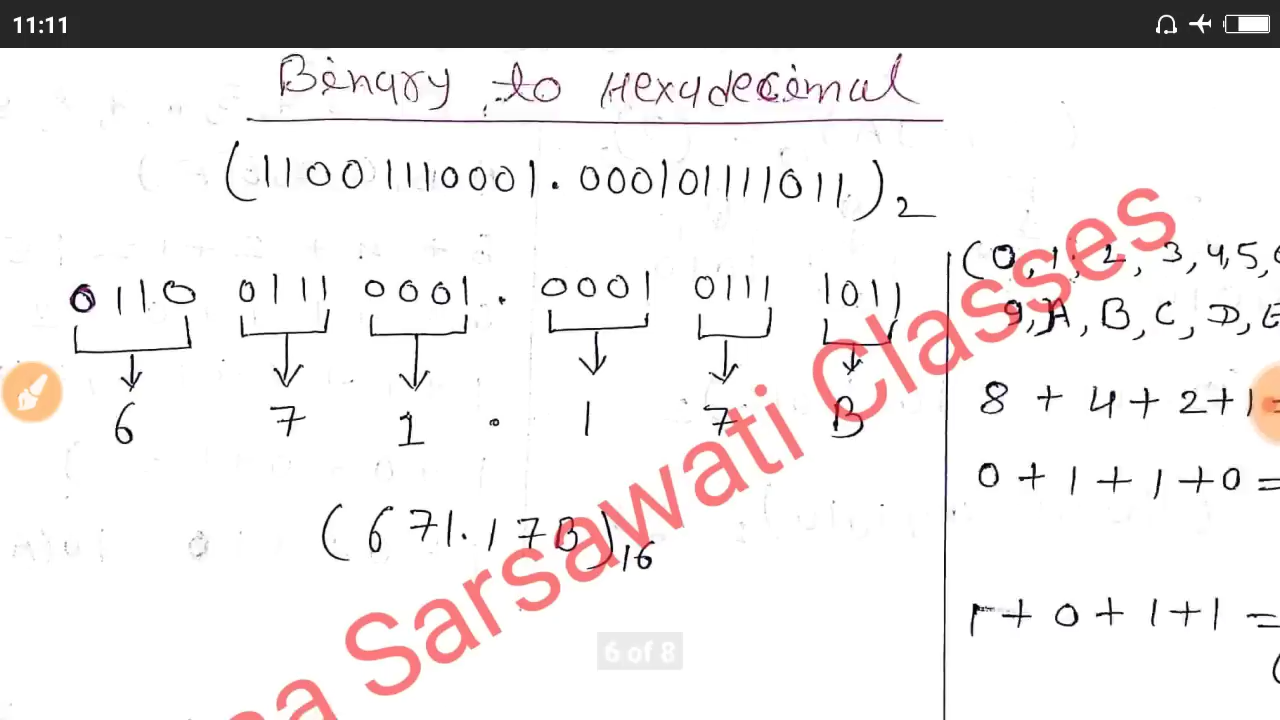 11:11
Binary to Hexadecimal
(11001110001.000101111011)2
0110 0111 0001 . 0001 0111 1011
6 7 1 . 1 7 B
(671.17B)16
(0, 1, 2, 3, 4, 5,
9, A, B, C, D, E
8 + 4 + 2 + 1 =
0 + 1 + 1 + 0 =
1 + 0 + 1 + 1 =
(
Sarsawati Classes
6 of 8